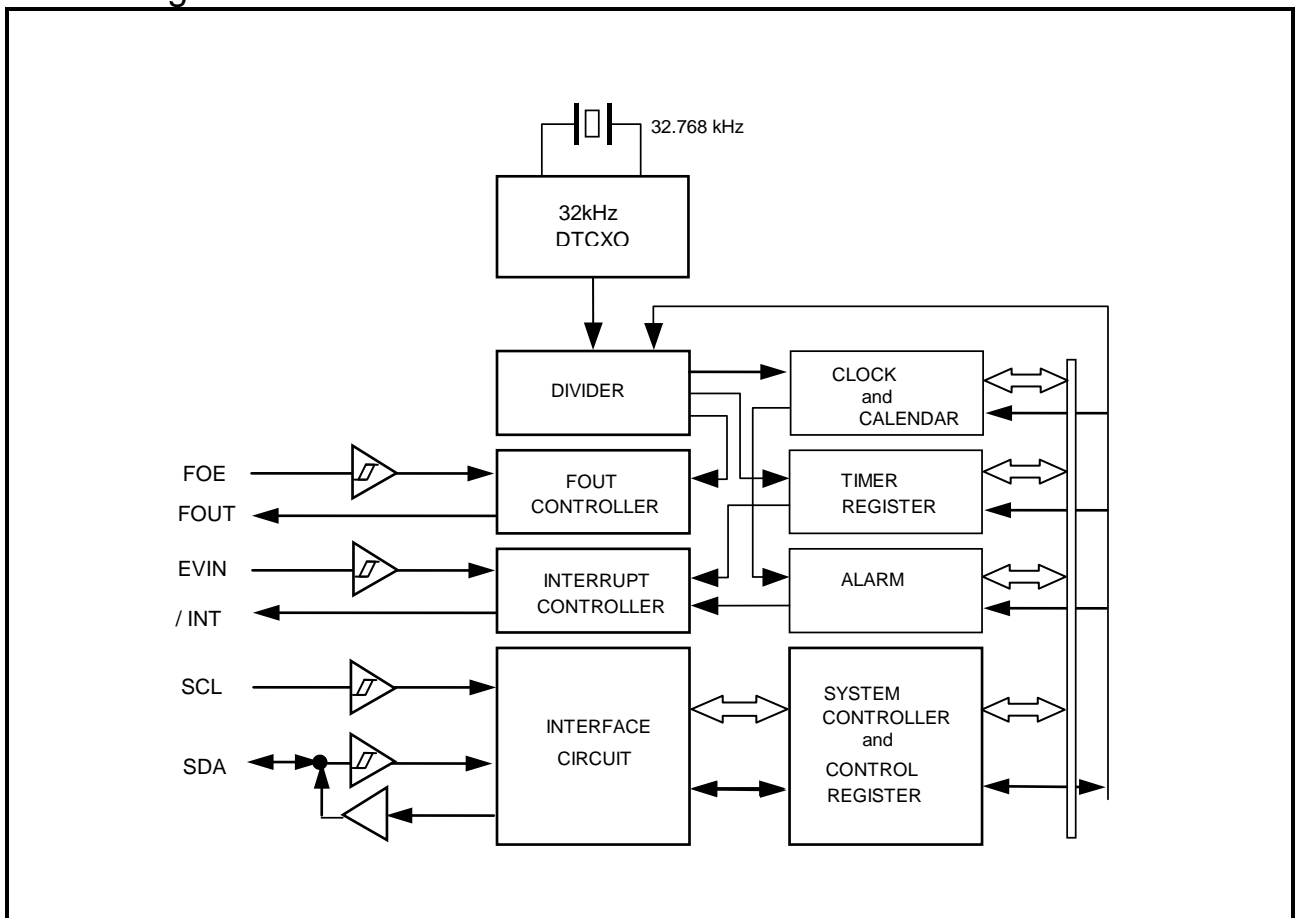 32.768 kHz
32kHz
DTCXO
DIVIDER
CLOCK
and
CALENDAR
FOE
FOUT
FOUT
CONTROLLER
TIMER
REGISTER
EVIN
/ INT
INTERRUPT
CONTROLLER
ALARM
SCL
SDA
INTERFACE
CIRCUIT
SYSTEM
CONTROLLER
and
CONTROL
REGISTER